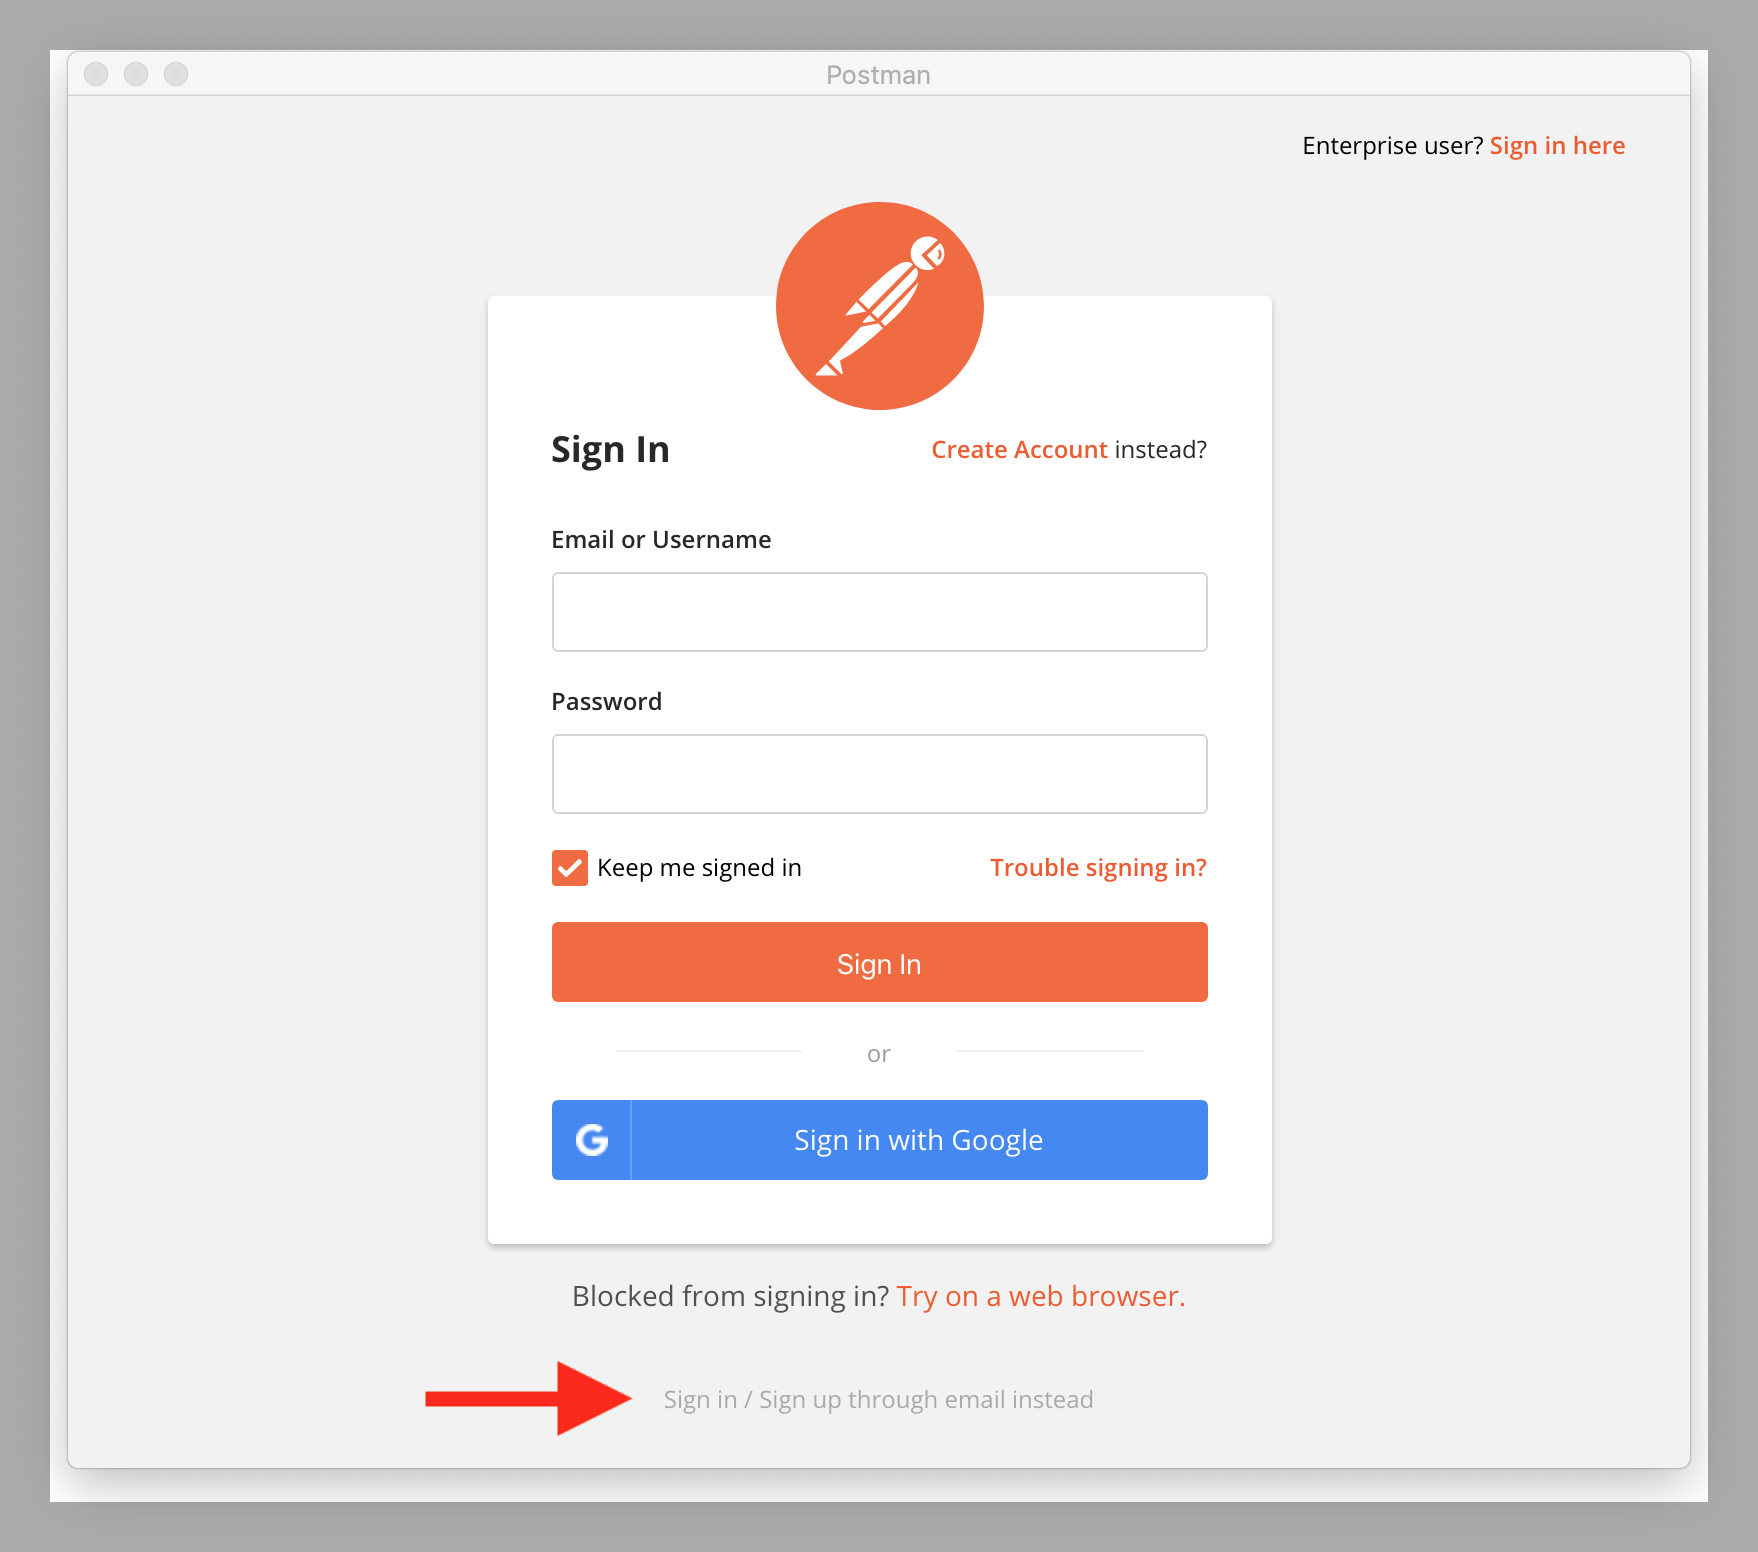 Postman
Enterprise user? Sign in here
Sign In
Create Account instead?
Email or Username
Password
Keep me signed in
Trouble signing in?
Sign In
or
G
Sign in with Google
Blocked from signing in? Try on a web browser.
Sign in / Sign up through email instead